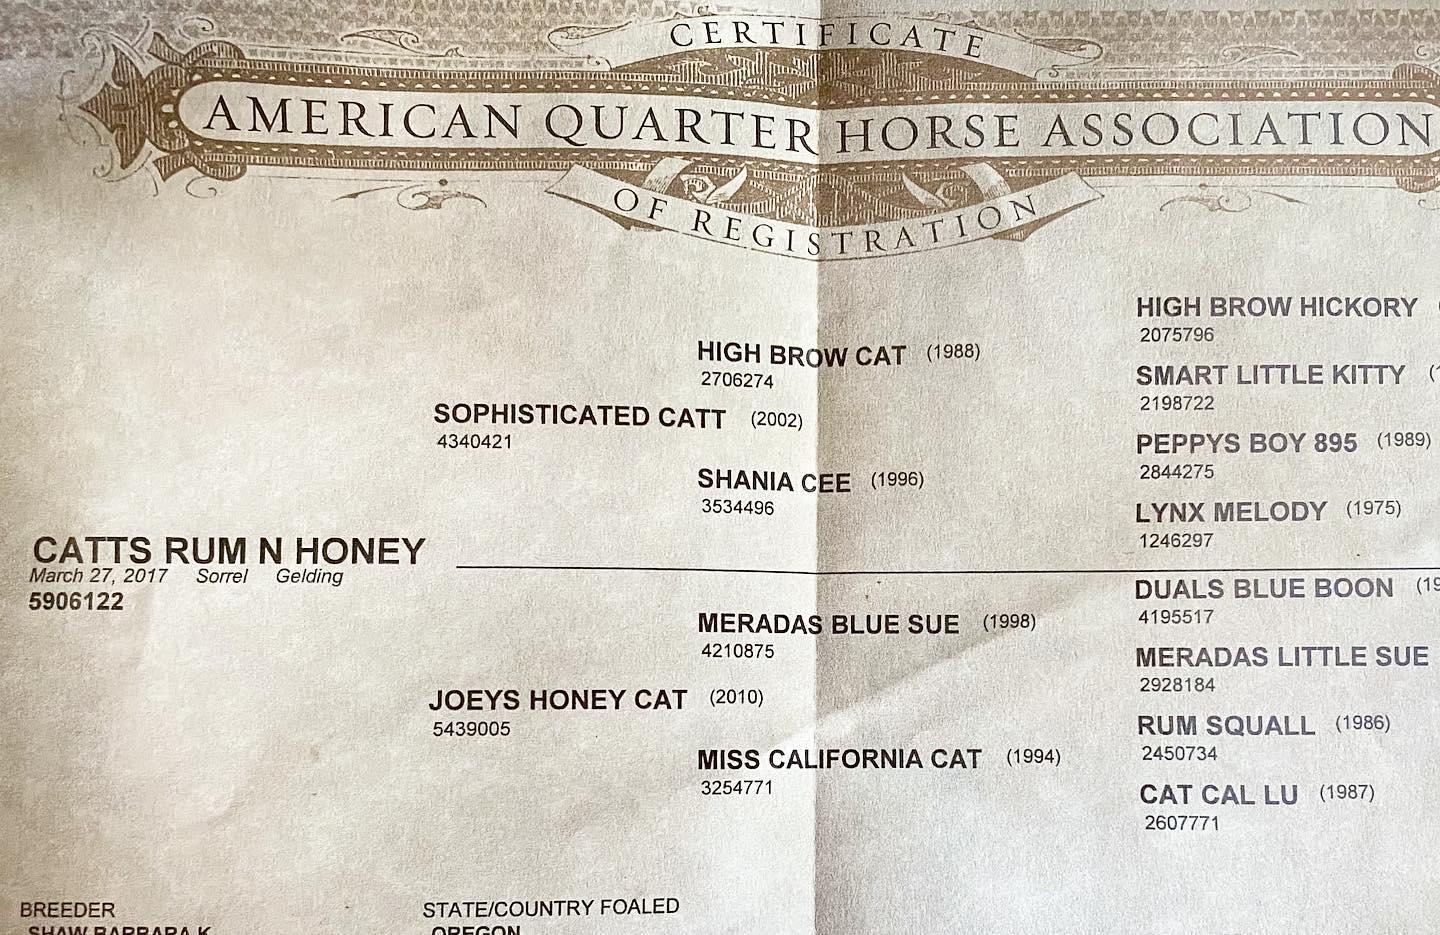 CERTIFICATE
AMERICAN QUARTER HORSE ASSOCIATION
OF REGISTRATION
HIGH BROW HICKORY
2075796
HIGH BROW CAT (1988)
2706274
SMART LITTLE KITTY
2198722
SOPHISTICATED CATT (2002)
4340421
PEPPYS BOY 895 (1989)
2844275
SHANIA CEE (1996)
3534496
LYNX MELODY (1975)
1246297
CATTS RUM N HONEY
March 27, 2017 Sorrel Gelding
5906122
DUALS BLUE BOON
4195517
MERADAS BLUE SUE (1998)
4210875
MERADAS LITTLE SUE
2928184
JOEYS HONEY CAT (2010)
5439005
RUM SQUALL (1986)
2450734
MISS CALIFORNIA CAT (1994)
3254771
CAT CAL LU (1987)
2607771
BREEDER
SHAW BARBARA K
STATE/COUNTRY FOALED
OREGON